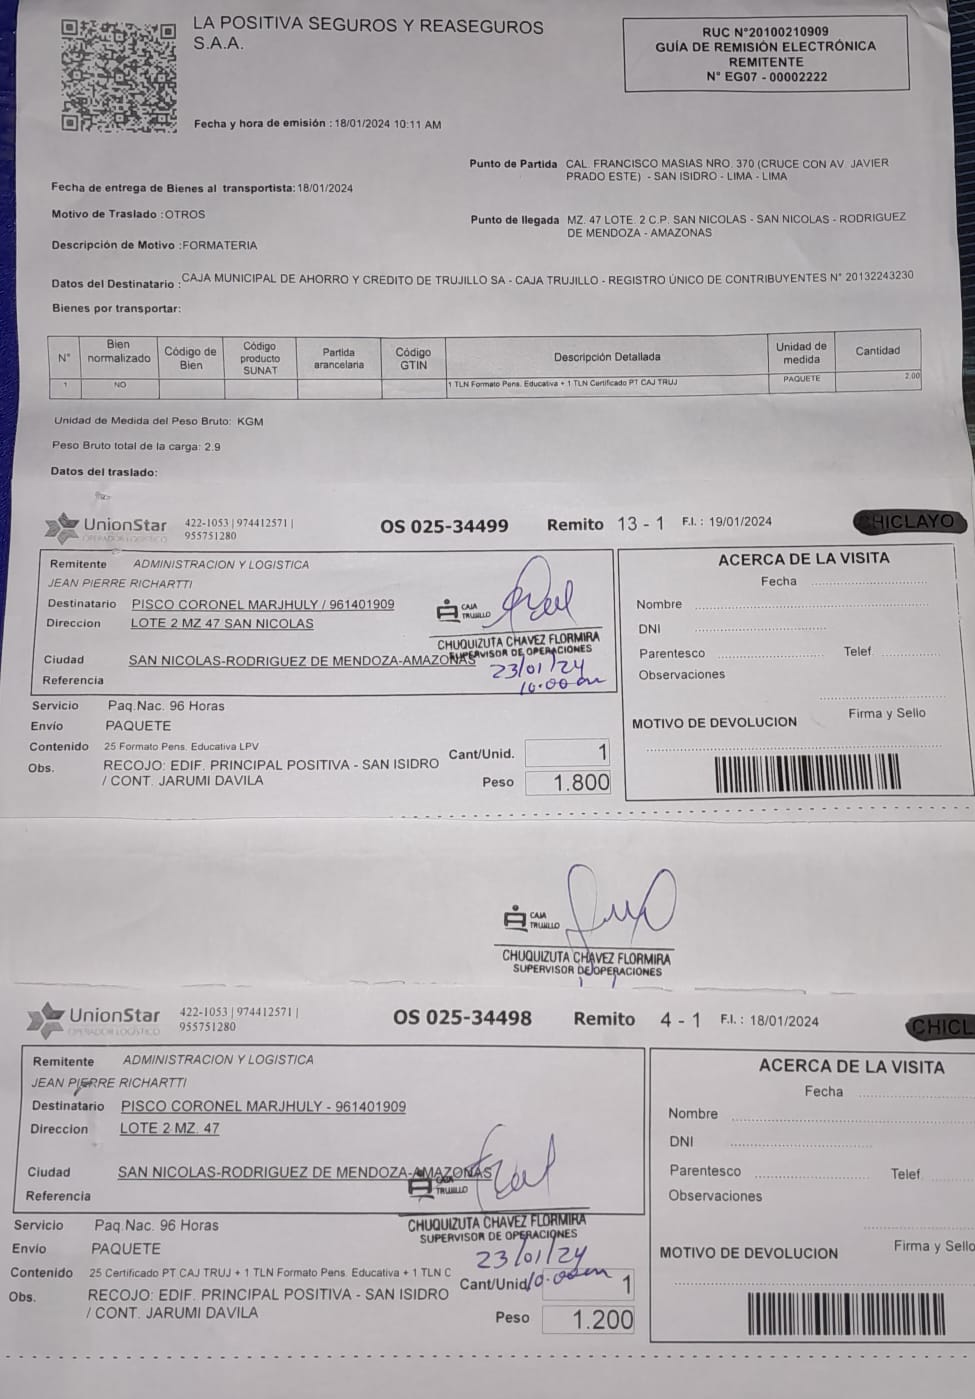 LA POSITIVA SEGUROS Y REASEGUROS
S.A.A.
RUC N°20100210909
GUÍA DE REMISIÓN ELECTRÓNICA
REMITENTE
N° EG07 - 00002222
Fecha y hora de emisión : 18/01/2024 10:11 AM
Punto de Partida CAL. FRANCISCO MASIAS NRO. 370 (CRUCE CON AV. JAVIER
PRADO ESTE) - SAN ISIDRO - LIMA - LIMA
Fecha de entrega de Bienes al transportista: 18/01/2024
Motivo de Traslado : OTROS
Punto de llegada MZ. 47 LOTE. 2 C.P. SAN NICOLAS - SAN NICOLAS - RODRIGUEZ
DE MENDOZA - AMAZONAS
Descripción de Motivo : FORMATERIA
Datos del Destinatario : CAJA MUNICIPAL DE AHORRO Y CREDITO DE TRUJILLO SA - CAJA TRUJILLO - REGISTRO ÚNICO DE CONTRIBUYENTES N° 20132243230
Bienes por transportar:
N° Bien normalizado Código de Bien Código producto SUNAT Partida arancelaria Código GTIN Descripción Detallada Unidad de medida Cantidad
1 NO 1 TLN Formato Pens. Educativa + 1 TLN Certificado PT CAJ TRUJ PAQUETE 2.00
Unidad de Medida del Peso Bruto: KGM
Peso Bruto total de la carga: 2.9
Datos del traslado:
UnionStar 422-1053 | 974412571 |
OPERADOR LOGÍSTICO 955751280
OS 025-34499 Remito 13 - 1 F.I. : 19/01/2024 CHICLAYO
Remitente ADMINISTRACION Y LOGISTICA
JEAN PIERRE RICHARTTI
Destinatario PISCO CORONEL MARJHULY / 961401909
Direccion LOTE 2 MZ 47 SAN NICOLAS
Ciudad SAN NICOLAS-RODRIGUEZ DE MENDOZA-AMAZONAS
Referencia
CAJA
TRUJILLO
CHUQUIZUTA CHAVEZ FLORMIRA
SUPERVISOR DE OPERACIONES
23/01/24
10:00am
ACERCA DE LA VISITA
Fecha
Nombre
DNI
Parentesco Telef
Observaciones
Firma y Sello
MOTIVO DE DEVOLUCION
Servicio Paq.Nac. 96 Horas
Envio PAQUETE
Contenido 25 Formato Pens. Educativa LPV
Obs. RECOJO: EDIF. PRINCIPAL POSITIVA - SAN ISIDRO
/ CONT. JARUMI DAVILA
Cant/Unid. 1
Peso 1.800
CAJA
TRUJILLO
CHUQUIZUTA CHAVEZ FLORMIRA
SUPERVISOR DE OPERACIONES
UnionStar 422-1053 | 974412571 |
OPERADOR LOGÍSTICO 955751280
OS 025-34498 Remito 4 - 1 F.I. : 18/01/2024 CHICL
Remitente ADMINISTRACION Y LOGISTICA
JEAN PIERRE RICHARTTI
Destinatario PISCO CORONEL MARJHULY - 961401909
Direccion LOTE 2 MZ. 47
Ciudad SAN NICOLAS-RODRIGUEZ DE MENDOZA-AMAZONAS
Referencia
CAJA
TRUJILLO
CHUQUIZUTA CHAVEZ FLORMIRA
SUPERVISOR DE OPERACIONES
23/01/24
10:00am
ACERCA DE LA VISITA
Fecha
Nombre
DNI
Parentesco Telef
Observaciones
Firma y Sello
MOTIVO DE DEVOLUCION
Servicio Paq.Nac. 96 Horas
Envio PAQUETE
Contenido 25 Certificado PT CAJ TRUJ + 1 TLN Formato Pens. Educativa + 1 TLN C
Obs. RECOJO: EDIF. PRINCIPAL POSITIVA - SAN ISIDRO
/ CONT. JARUMI DAVILA
Cant/Unid. 1
Peso 1.200